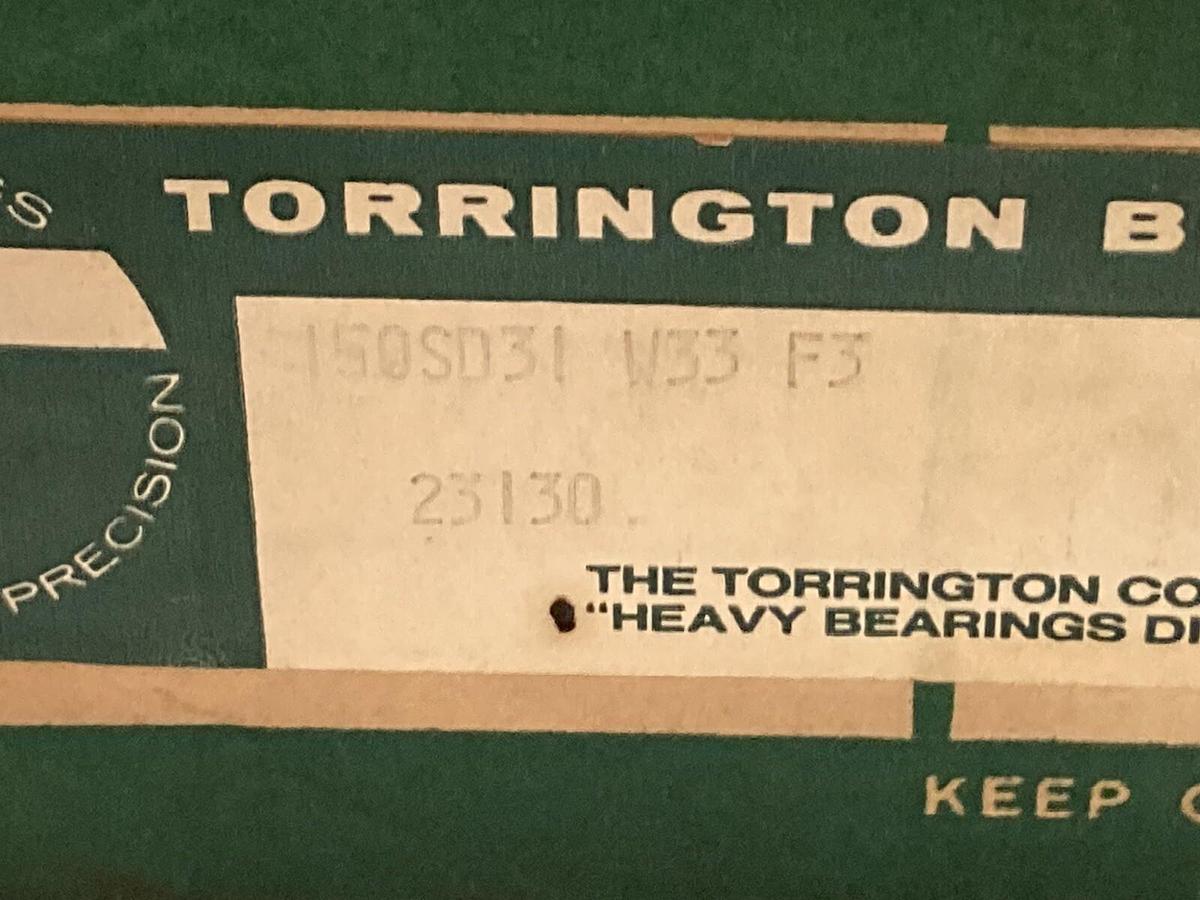 TORRINGTON B
150SD31 W33 F3
23130
PRECISION
THE TORRINGTON CO
"HEAVY BEARINGS DI
KEEP